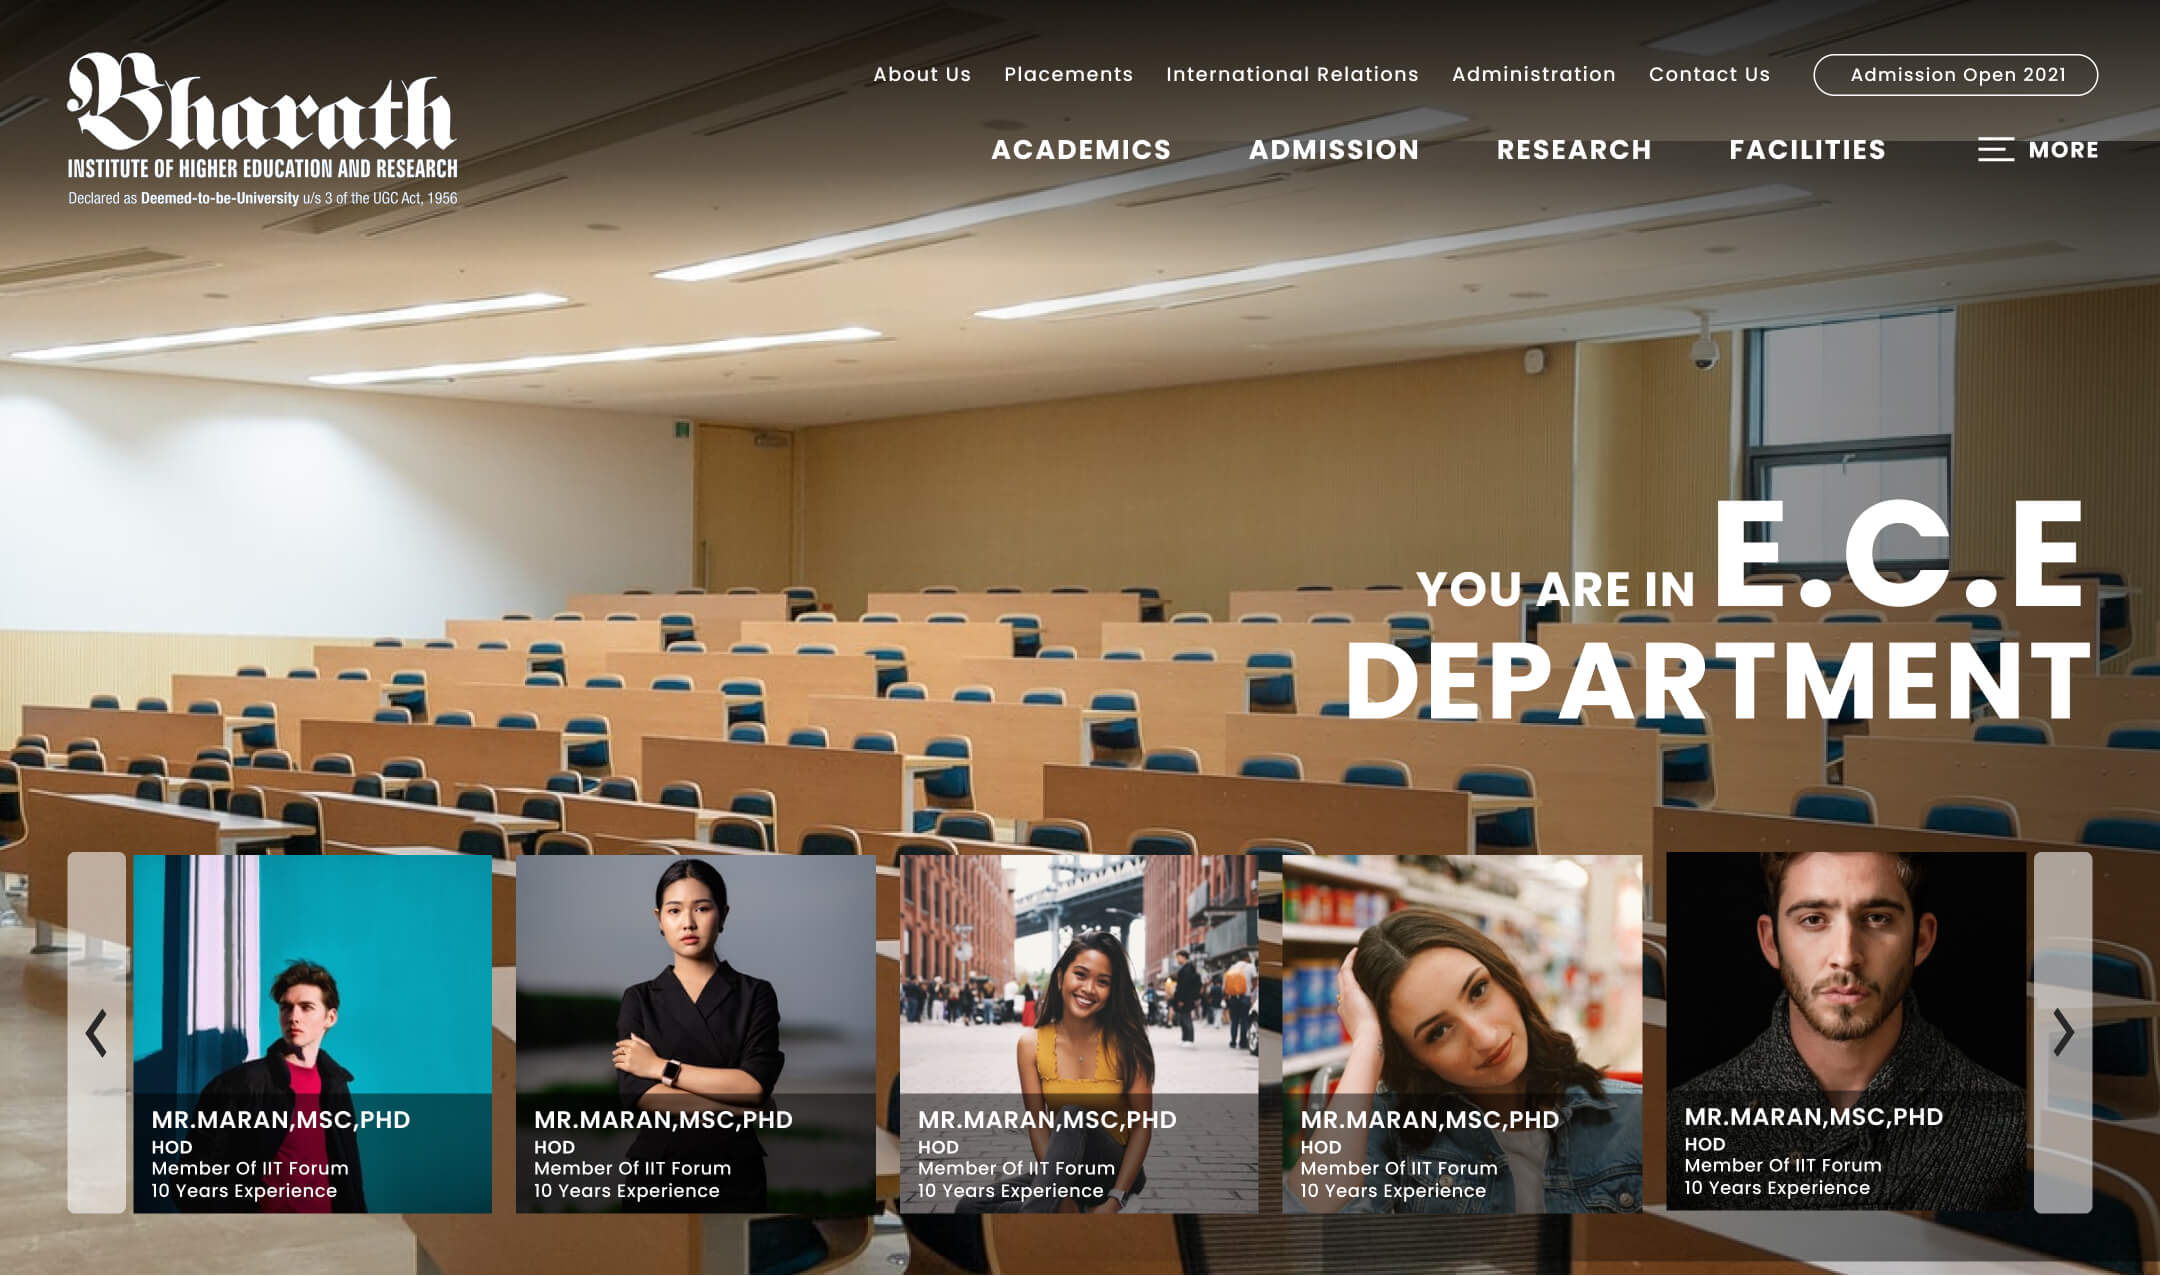 Bharath
INSTITUTE OF HIGHER EDUCATION AND RESEARCH
Declared as Deemed-to-be-University u/s 3 of the UGC Act, 1956
About Us Placements International Relations Administration Contact Us Admission Open 2021
ACADEMICS ADMISSION RESEARCH FACILITIES MORE
YOU ARE IN E.C.E
DEPARTMENT
MR.MARAN,MSC,PHD
HOD
Member Of IIT Forum
10 Years Experience
MR.MARAN,MSC,PHD
HOD
Member Of IIT Forum
10 Years Experience
MR.MARAN,MSC,PHD
HOD
Member Of IIT Forum
10 Years Experience
MR.MARAN,MSC,PHD
HOD
Member Of IIT Forum
10 Years Experience
MR.MARAN,MSC,PHD
HOD
Member Of IIT Forum
10 Years Experience